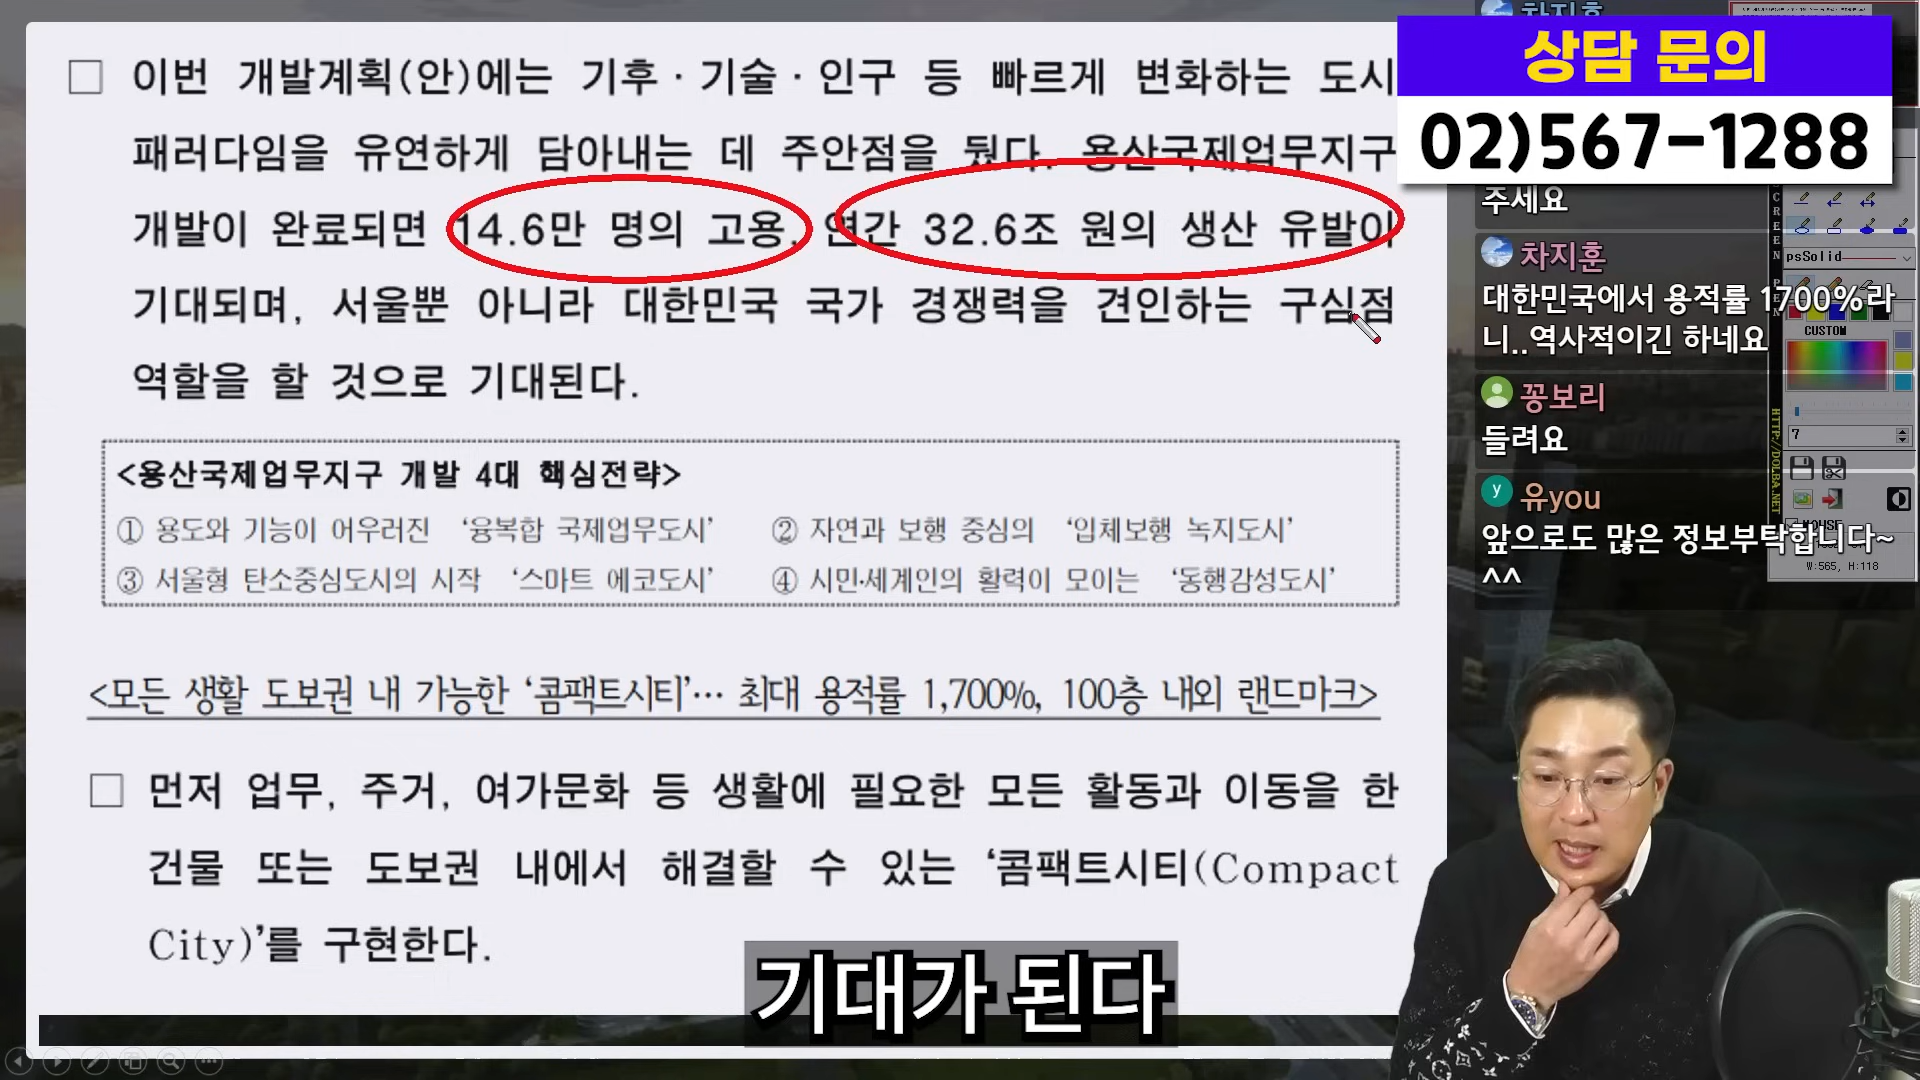 □ 이번 개발계획(안)에는 기후·기술·인구 등 빠르게 변화하는 도시
패러다임을 유연하게 담아내는 데 주안점을 뒀다. 용산국제업무지구
개발이 완료되면 14.6만 명의 고용, 연간 32.6조 원의 생산 유발이
기대되며, 서울뿐 아니라 대한민국 국가 경쟁력을 견인하는 구심점
역할을 할 것으로 기대된다.
<용산국제업무지구 개발 4대 핵심전략>
① 용도와 기능이 어우러진 ‘융복합 국제업무도시’ ② 자연과 보행 중심의 ‘입체보행 녹지도시’
③ 서울형 탄소중심도시의 시작 ‘스마트 에코도시’ ④ 시민·세계인의 활력이 모이는 ‘동행감성도시’
<모든 생활 도보권 내 가능한 ‘콤팩트시티’… 최대 용적률 1,700%, 100층 내외 랜드마크>
□ 먼저 업무, 주거, 여가문화 등 생활에 필요한 모든 활동과 이동을 한
건물 또는 도보권 내에서 해결할 수 있는 ‘콤팩트시티(Compact
City)’를 구현한다.
기대가 된다
차지훈
상담 문의
02)567-1288
주세요
차지훈
대한민국에서 용적률 1700%라
니..역사적이긴 하네요
꽁보리
들려요
y 유you
앞으로도 많은 정보부탁합니다~
^^
SCREEN PEN
psSolid
CUSTOM
HTTP://DOLBA.NET
7
MOUSE
W:565, H:118